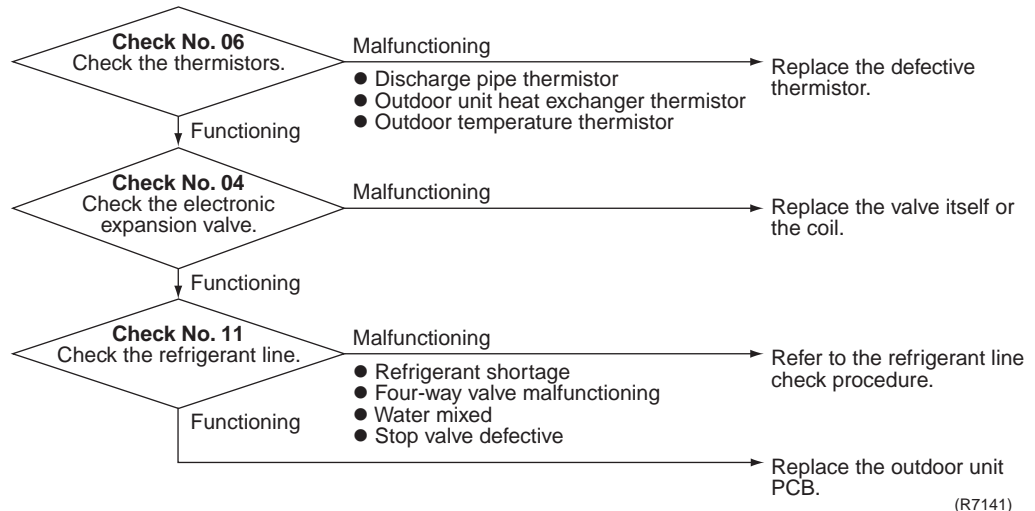 Check No. 06
Check the thermistors.
Malfunctioning
● Discharge pipe thermistor
● Outdoor unit heat exchanger thermistor
● Outdoor temperature thermistor
Replace the defective
thermistor.
Functioning
Check No. 04
Check the electronic
expansion valve.
Malfunctioning
Replace the valve itself or
the coil.
Functioning
Check No. 11
Check the refrigerant line.
Malfunctioning
● Refrigerant shortage
● Four-way valve malfunctioning
● Water mixed
● Stop valve defective
Refer to the refrigerant line
check procedure.
Functioning
Replace the outdoor unit
PCB.
(R7141)